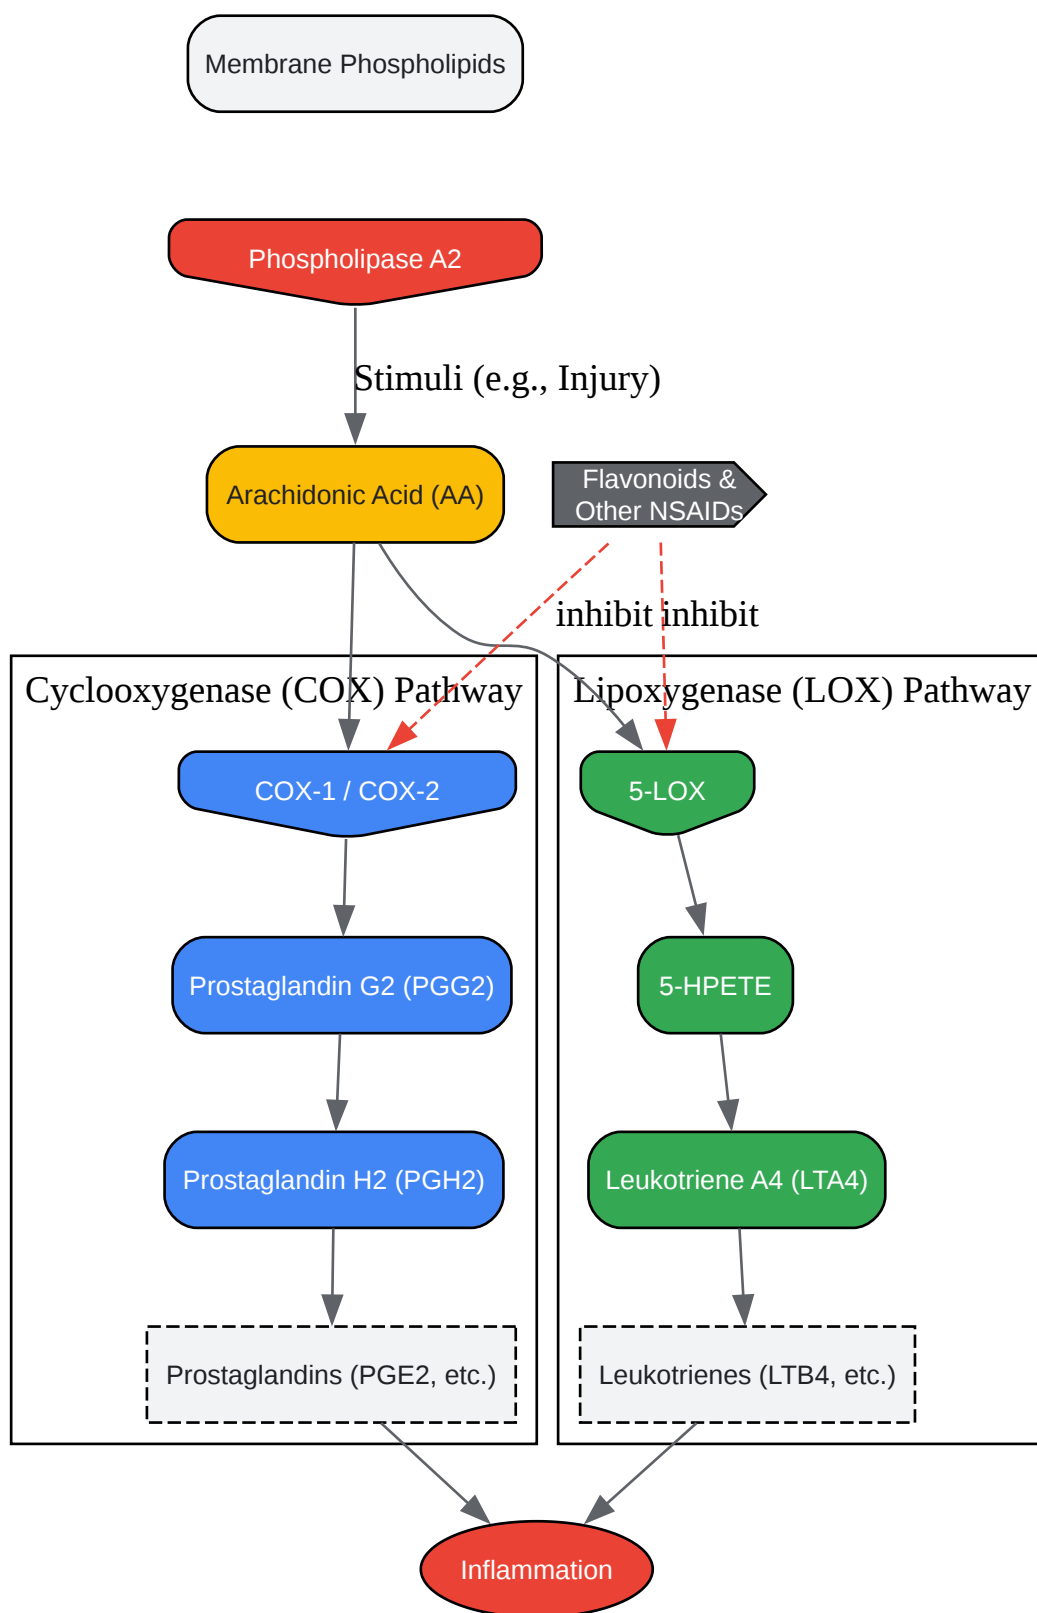 Membrane Phospholipids
Phospholipase A2
Stimuli (e.g., Injury)
Arachidonic Acid (AA)
Flavonoids &
Other NSAIDs
inhibit
inhibit
Cyclooxygenase (COX) Pathway
Lipoxygenase (LOX) Pathway
COX-1 / COX-2
5-LOX
Prostaglandin G2 (PGG2)
5-HPETE
Prostaglandin H2 (PGH2)
Leukotriene A4 (LTA4)
Prostaglandins (PGE2, etc.)
Leukotrienes (LTB4, etc.)
Inflammation